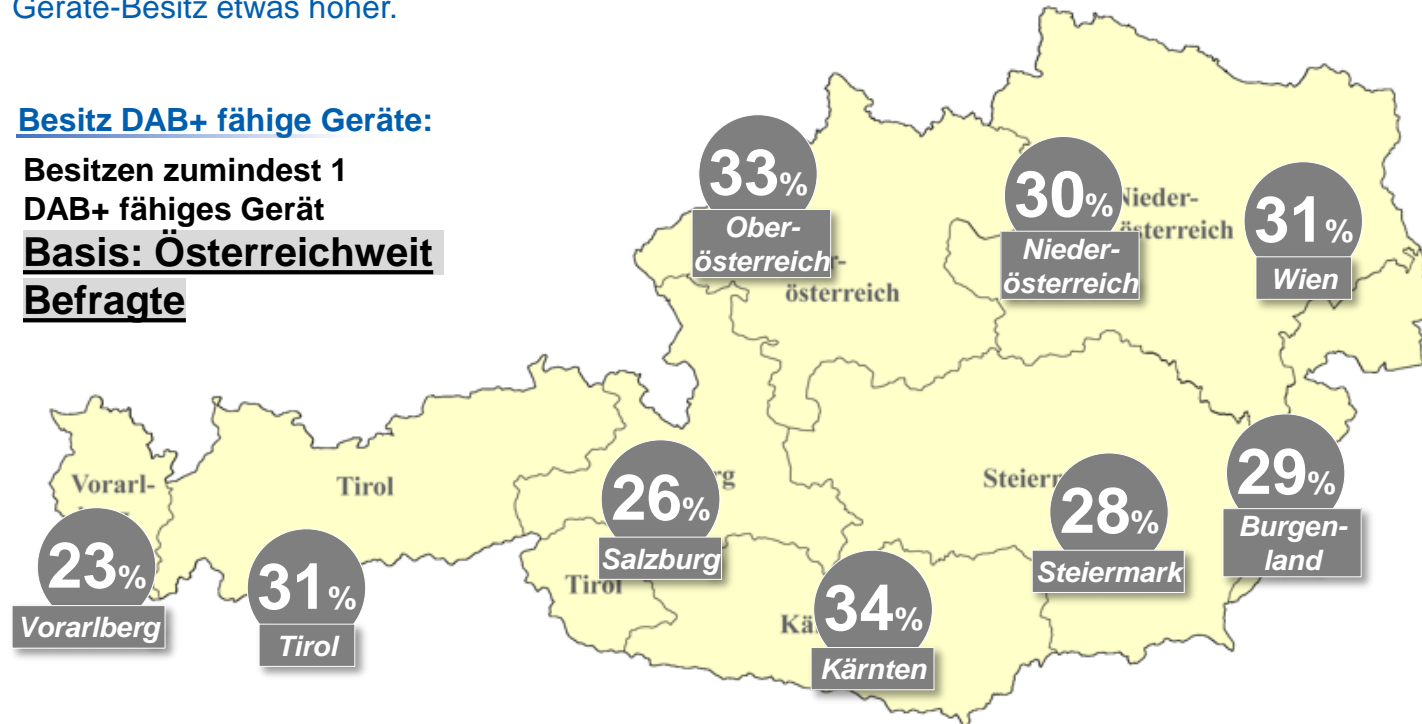 Geräte-Besitz etwas höher.
Besitz DAB+ fähige Geräte:
Besitzen zumindest 1
DAB+ fähiges Gerät
Basis: Österreichweit
Befragte
33%
Ober-
österreich
österreich
30%
Nieder-
österreich
Nieder-
österreich
31%
Wien
Vorarl-
23%
Vorarlberg
Tirol
31%
Tirol
26%
Salzburg
Tirol
34%
Kärnten
28%
Steiermark
29%
Burgen-
land